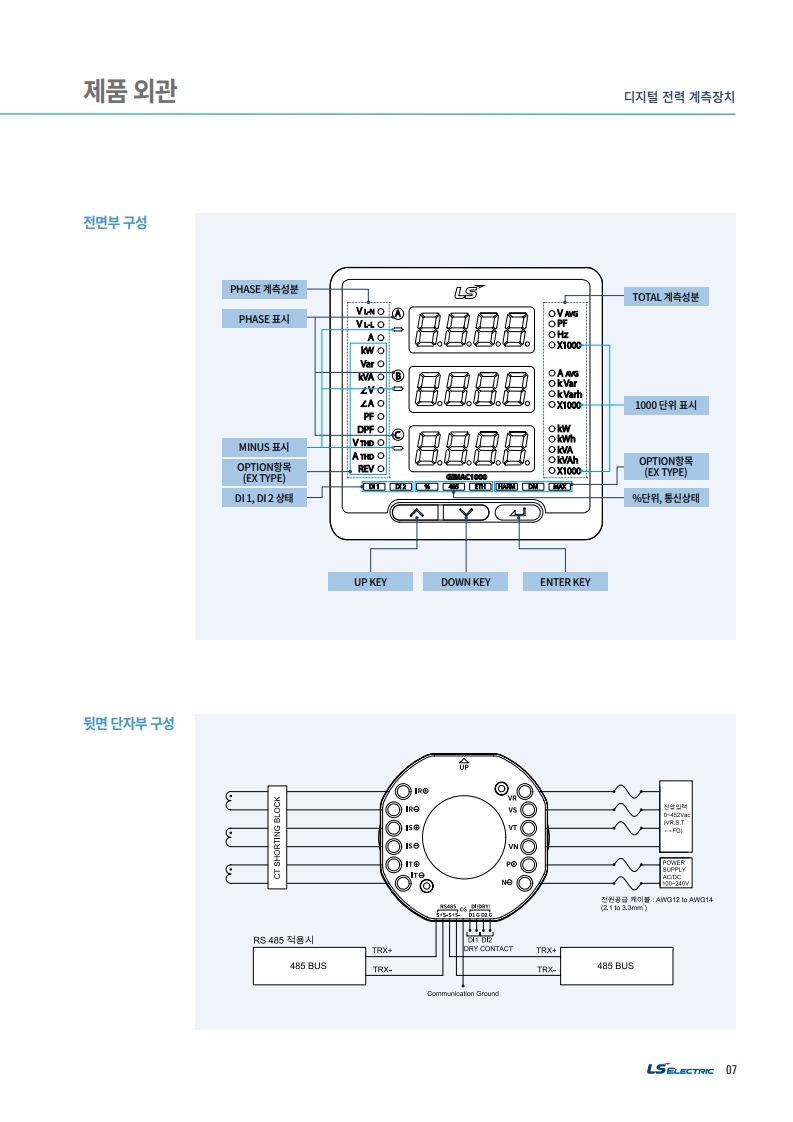 제품 외관
디지털 전력 계측장치
전면부 구성
PHASE 계측성분
PHASE 표시
MINUS 표시
OPTION항목
(EX TYPE)
DI 1, DI 2 상태
LS
V L-N
V L-L
A
kW
Var
kVA
∠V
∠A
PF
DPF
V THD
A THD
REV
A
B
C
V AVG
PF
Hz
X1000
A AVG
k Var
k Varh
X1000
kW
kWh
kVA
kVAh
X1000
GIMAC1000
DI 1 DI 2 % 485 ETH HARM DM MAX
TOTAL 계측성분
1000 단위 표시
OPTION항목
(EX TYPE)
%단위, 통신상태
UP KEY DOWN KEY ENTER KEY
뒷면 단자부 구성
UP
CT SHORTING BLOCK
IR⊕
IR⊖
IS⊕
IS⊖
IT⊕
IT⊖
VR
VS
VT
VN
P⊕
N⊖
전압입력
0~452Vac
(VR,S,T
↔FG)
POWER
SUPPLY
AC/DC
100~240V
전원공급 케이블 : AWG12 to AWG14
(2.1 to 3.3mm²)
RS485 CG DI(DRY)
S+S-S+S- D1 G D2 G
DI1 DI2
DRY CONTACT
RS 485 적용시
485 BUS
TRX+
TRX-
TRX+
TRX-
485 BUS
Communication Ground
LS ELECTRIC 07